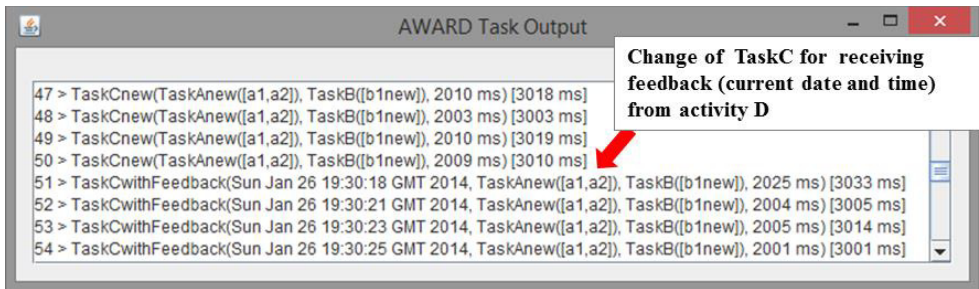 AWARD Task Output
Change of TaskC for receiving
feedback (current date and time)
from activity D
47 > TaskCnew(TaskAnew([a1,a2]), TaskB([b1new]), 2010 ms) [3018 ms]
48 > TaskCnew(TaskAnew([a1,a2]), TaskB([b1new]), 2003 ms) [3003 ms]
49 > TaskCnew(TaskAnew([a1,a2]), TaskB([b1new]), 2010 ms) [3019 ms]
50 > TaskCnew(TaskAnew([a1,a2]), TaskB([b1new]), 2009 ms) [3010 ms]
51 > TaskCwithFeedback(Sun Jan 26 19:30:18 GMT 2014, TaskAnew([a1,a2]), TaskB([b1new]), 2025 ms) [3033 ms]
52 > TaskCwithFeedback(Sun Jan 26 19:30:21 GMT 2014, TaskAnew([a1,a2]), TaskB([b1new]), 2004 ms) [3005 ms]
53 > TaskCwithFeedback(Sun Jan 26 19:30:23 GMT 2014, TaskAnew([a1,a2]), TaskB([b1new]), 2005 ms) [3014 ms]
54 > TaskCwithFeedback(Sun Jan 26 19:30:25 GMT 2014, TaskAnew([a1,a2]), TaskB([b1new]), 2001 ms) [3001 ms]